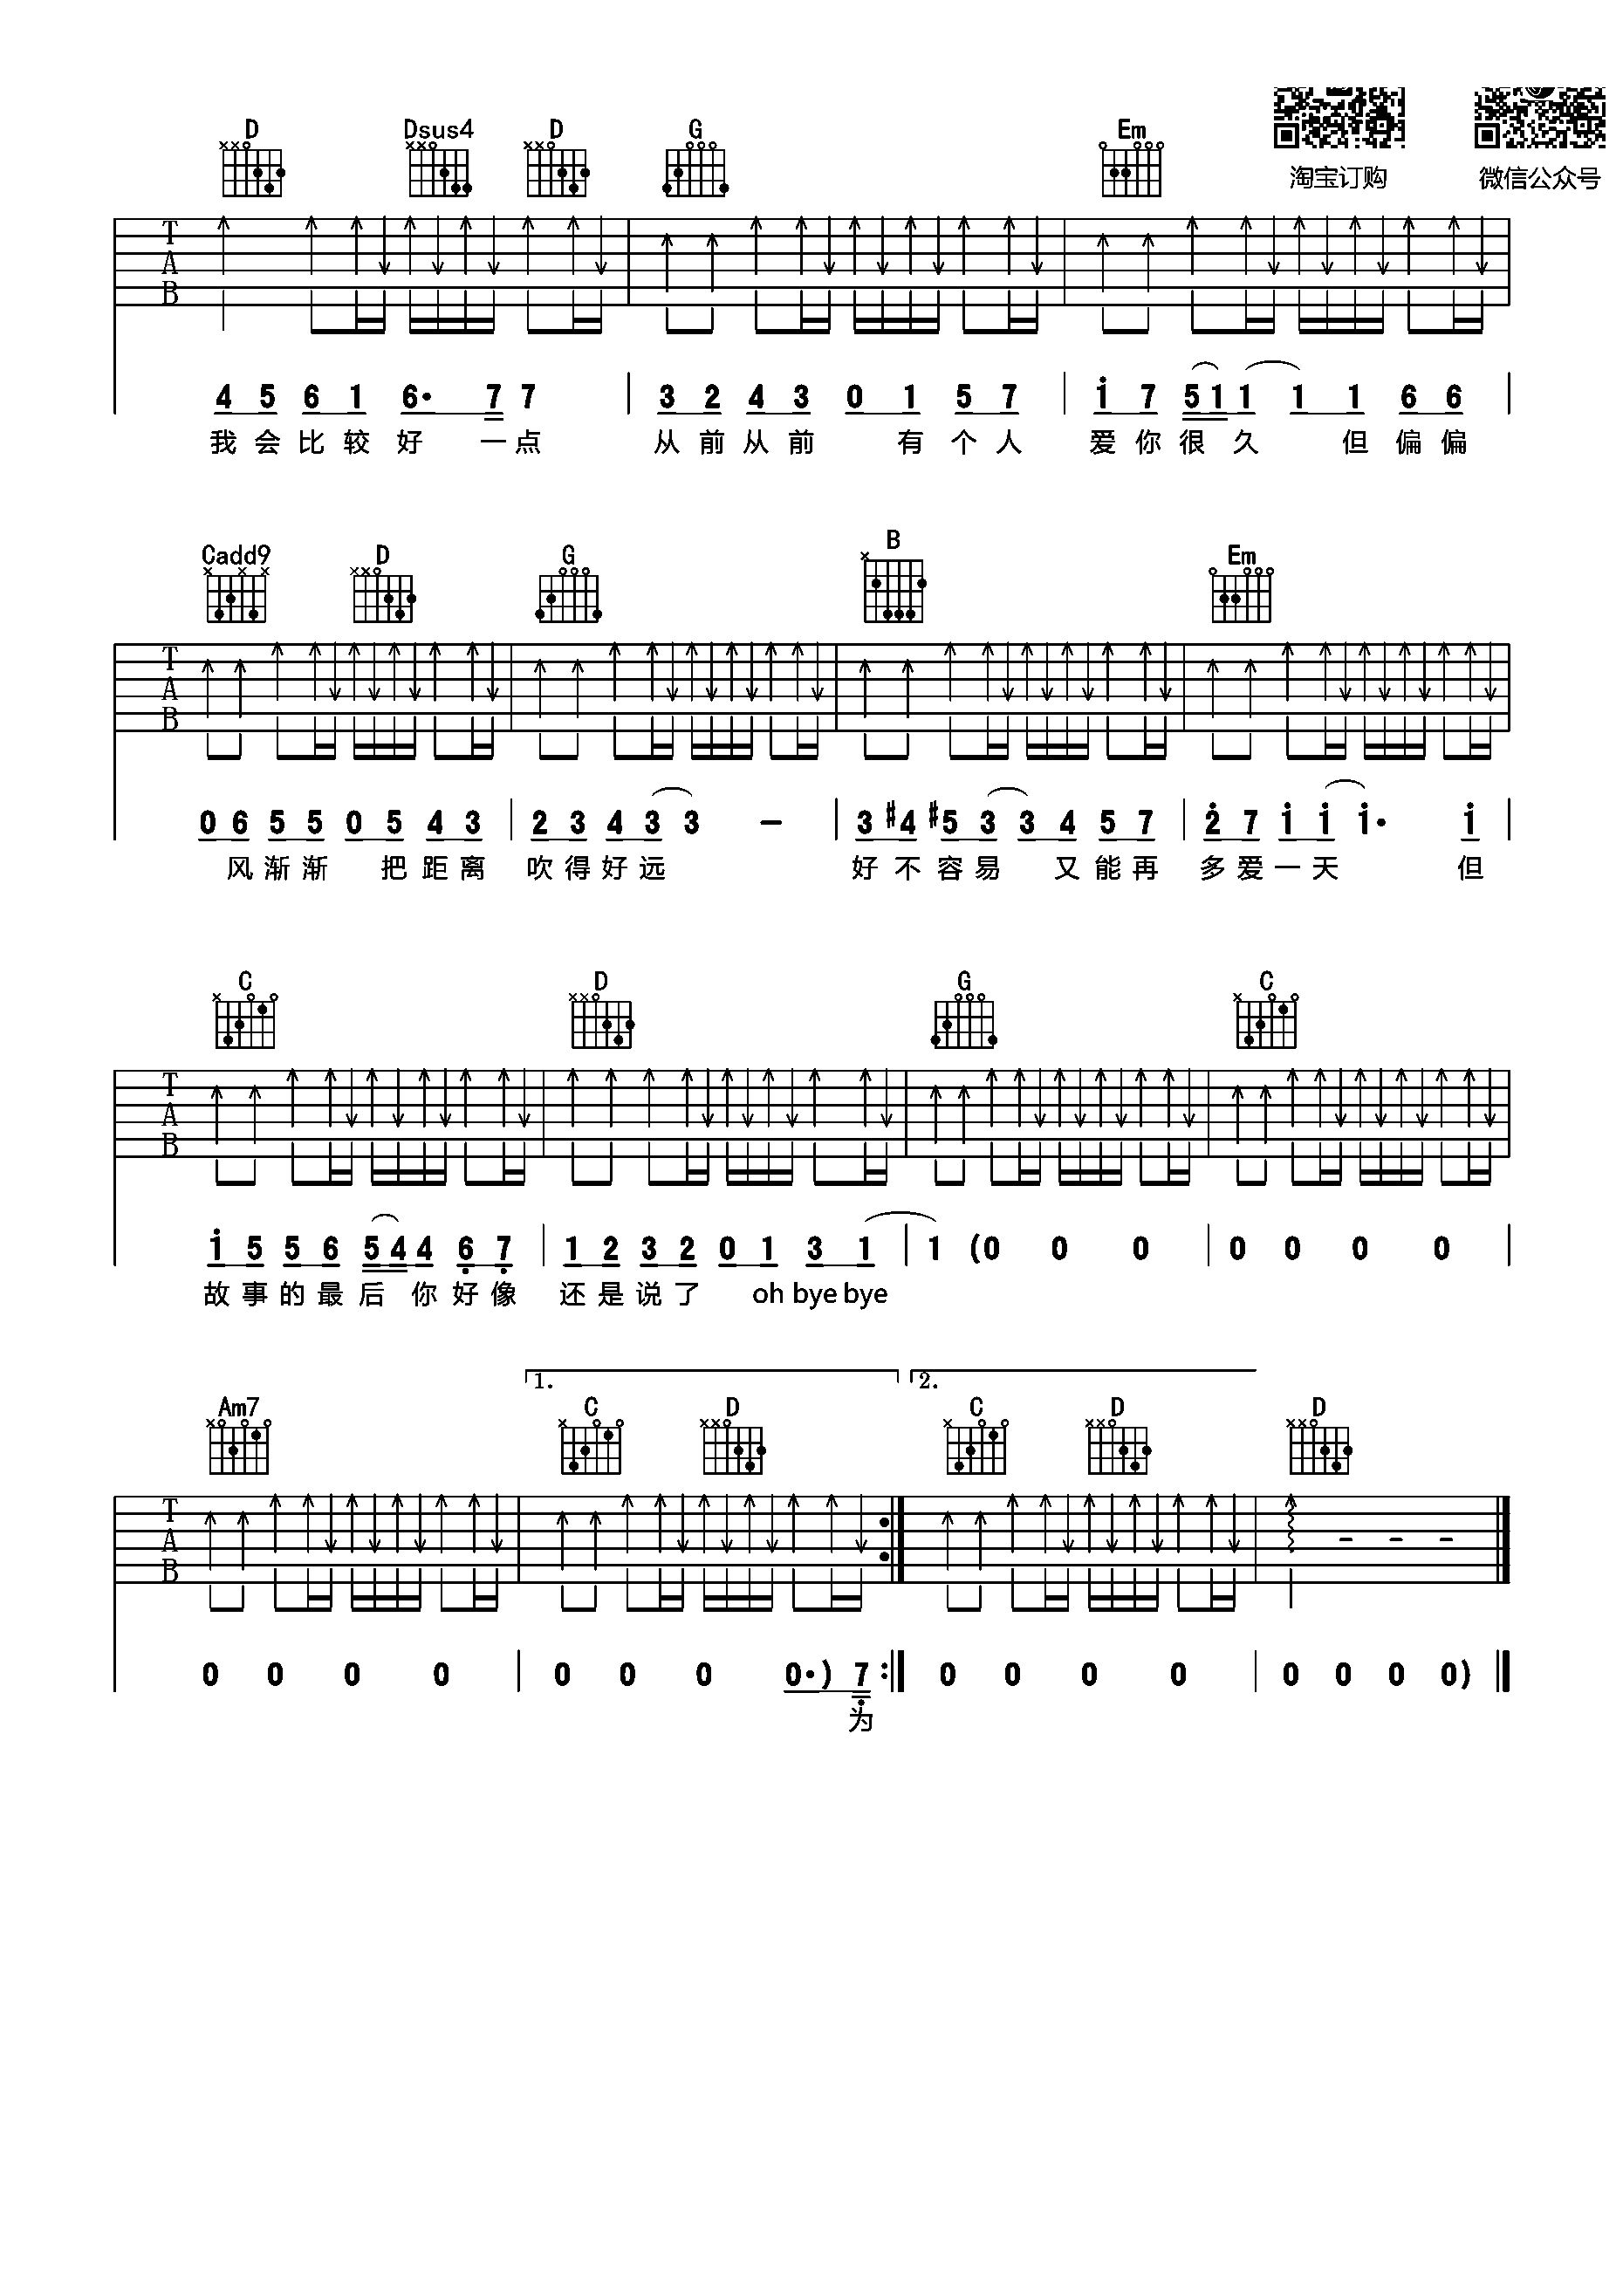 淘宝订购 微信公众号
D Dsus4 D G Em
T
A
B
4 5 6 1 6· 7 7 | 3 2 4 3 0 1 5 7 | i 7 5 1 1 1 1 6 6 |
我 会 比 较 好 一 点 从 前 从 前 有 个 人 爱 你 很 久 但 偏 偏
Cadd9 D G B Em
T
A
B
0 6 5 5 0 5 4 3 | 2 3 4 3 3 – | 3 #4 #5 3 3 4 5 7 | 2̇ 7 i i i· i |
风 渐 渐 把 距 离 吹 得 好 远 好 不 容 易 又 能 再 多 爱 一 天 但
C D G C
T
A
B
i 5 5 6 5 4 4 6̣ 7̣ | 1 2 3 2 0 1 3 1 | 1 (0 0 0 | 0 0 0 0 |
故 事 的 最 后 你 好 像 还 是 说 了 oh bye bye
1. 2.
Am7 C D C D D
T
A
B
0 0 0 0 | 0 0 0 0·) 7̣ :| 0 0 0 0 | 0 0 0 0) |
为